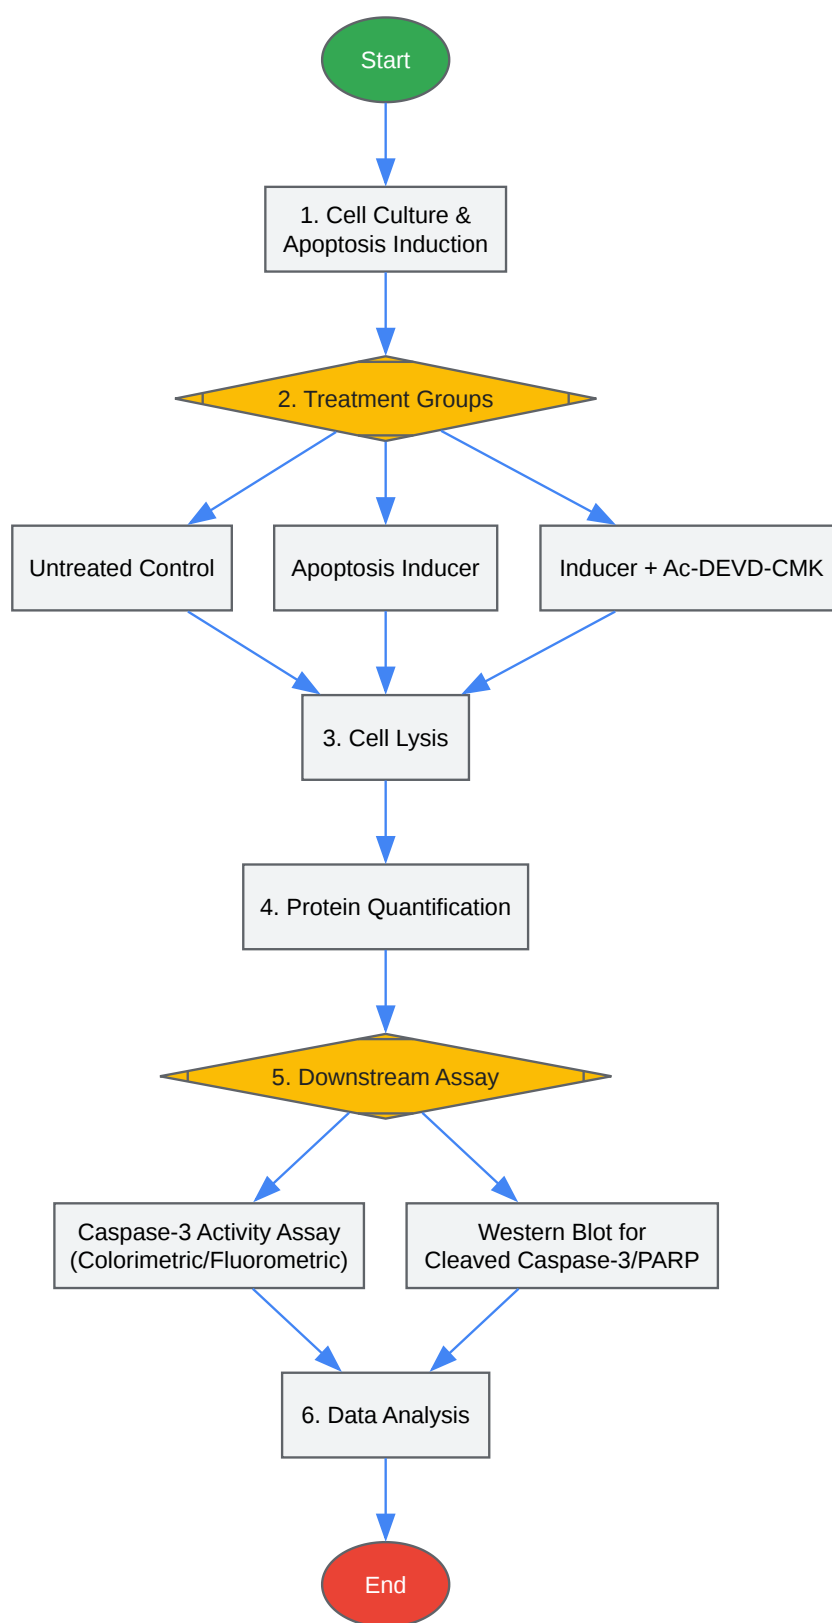 Start
1. Cell Culture &
Apoptosis Induction
2. Treatment Groups
Untreated Control
Apoptosis Inducer
Inducer + Ac-DEVD-CMK
3. Cell Lysis
4. Protein Quantification
5. Downstream Assay
Caspase-3 Activity Assay
(Colorimetric/Fluorometric)
Western Blot for
Cleaved Caspase-3/PARP
6. Data Analysis
End